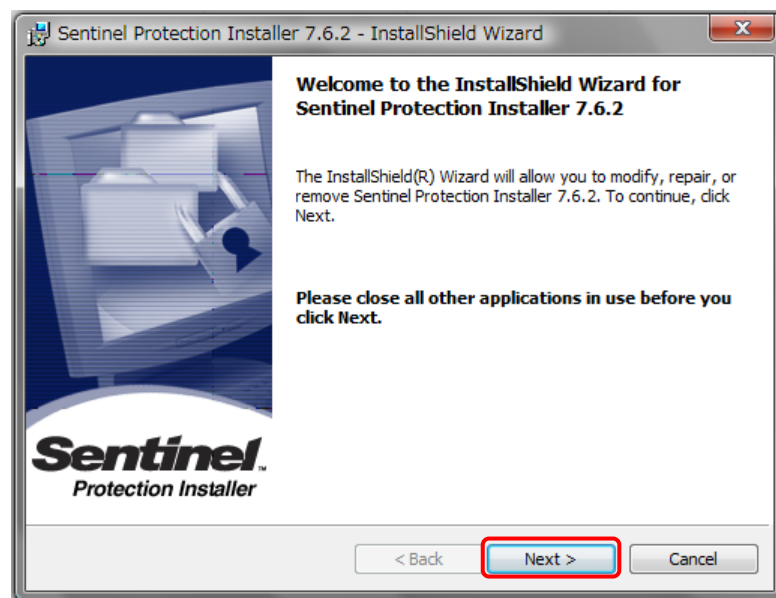 Sentinel Protection Installer 7.6.2 - InstallShield Wizard
Welcome to the InstallShield Wizard for
Sentinel Protection Installer 7.6.2
The InstallShield(R) Wizard will allow you to modify, repair, or
remove Sentinel Protection Installer 7.6.2. To continue, click
Next.
Please close all other applications in use before you
click Next.
Sentinel™
Protection Installer
< Back Next > Cancel